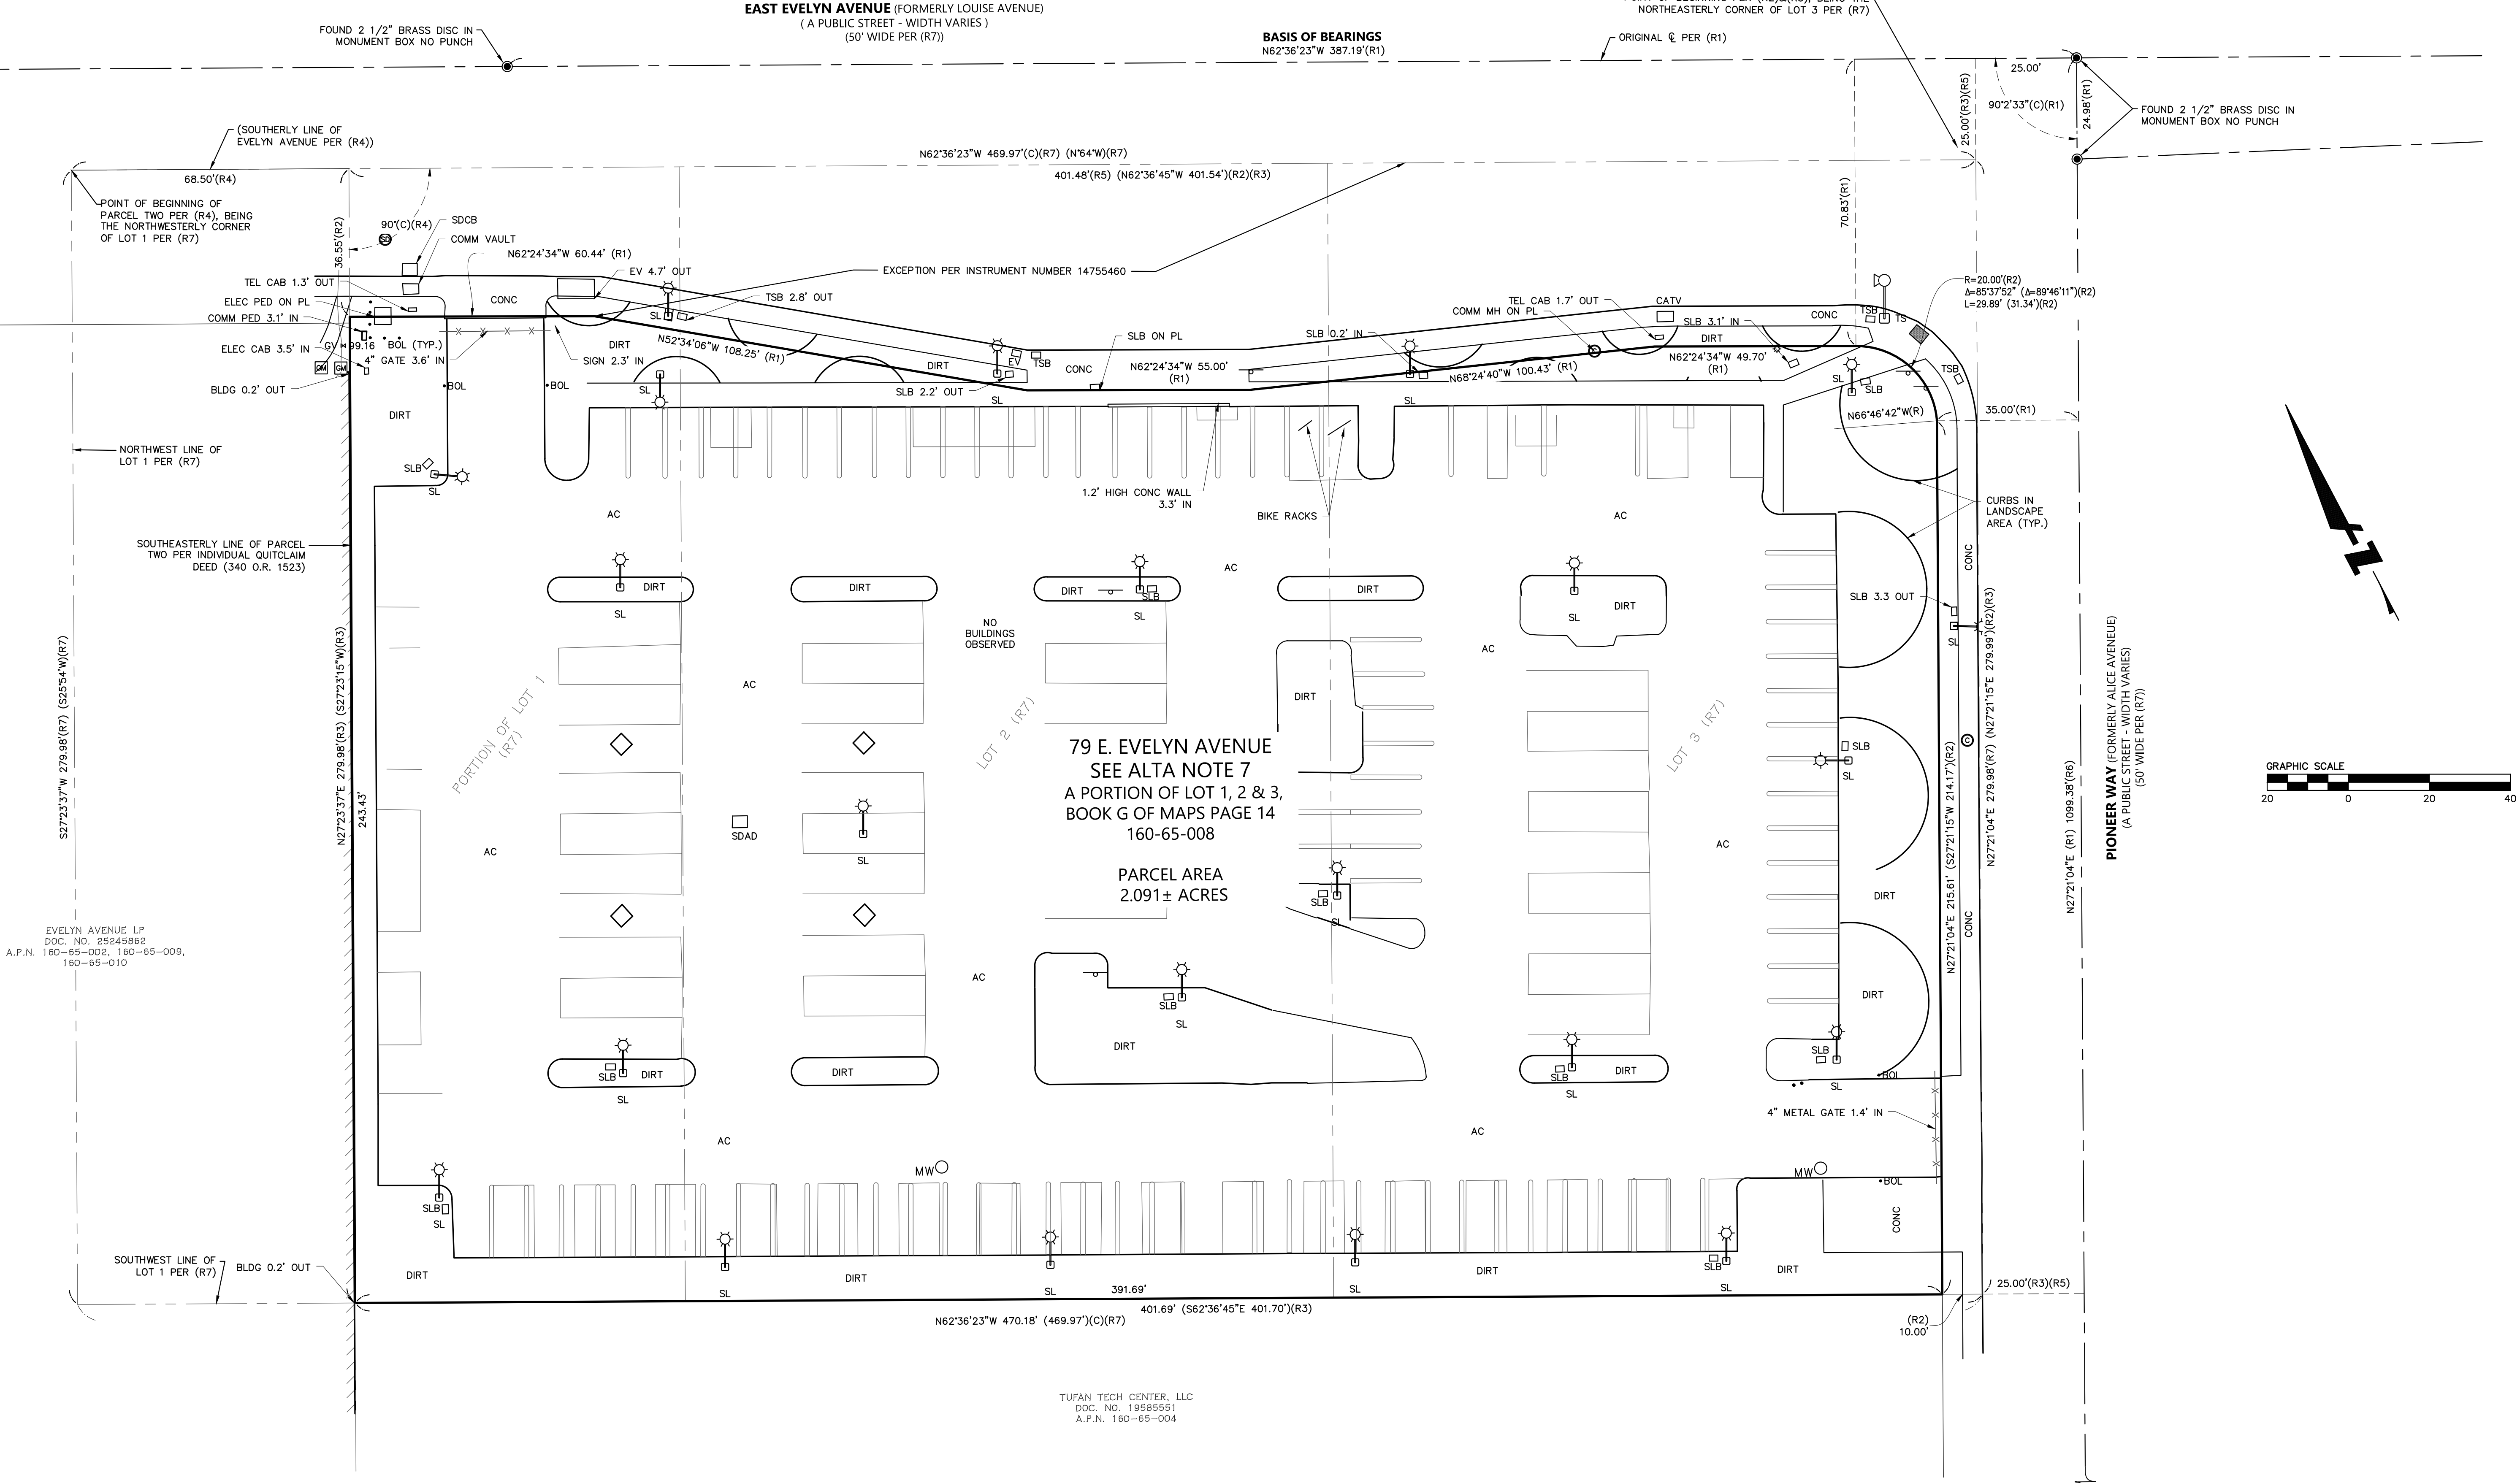 EAST EVELYN AVENUE (FORMERLY LOUISE AVENUE)
( A PUBLIC STREET - WIDTH VARIES )
(50' WIDE PER (R7))
NORTHEASTERLY CORNER OF LOT 3 PER (R7)
FOUND 2 1/2" BRASS DISC IN
MONUMENT BOX NO PUNCH
BASIS OF BEARINGS
N62°36'23"W 387.19'(R1)
ORIGINAL ℄ PER (R1)
25.00'
25.00'(R3)(R5)
90°2'33"(C)(R1)
24.98'(R1)
FOUND 2 1/2" BRASS DISC IN
MONUMENT BOX NO PUNCH
(SOUTHERLY LINE OF
EVELYN AVENUE PER (R4))
68.50'(R4)
N62°36'23"W 469.97'(C)(R7) (N°64°W)(R7)
401.48'(R5) (N62°36'45"W 401.54')(R2)(R3)
POINT OF BEGINNING OF
PARCEL TWO PER (R4), BEING
THE NORTHWESTERLY CORNER
OF LOT 1 PER (R7)
36.55'(R2)
90°(C)(R4)
SD
SDCB
COMM VAULT
N62°24'34"W 60.44' (R1)
70.83'(R1)
EV 4.7' OUT
EXCEPTION PER INSTRUMENT NUMBER 14755460
TEL CAB 1.3' OUT
ELEC PED ON PL
COMM PED 3.1' IN
ELEC CAB 3.5' IN
BLDG 0.2' OUT
CONC
GV
99.16
BOL (TYP.)
4" GATE 3.6' IN
SIGN 2.3' IN
GM
GM
BOL
BOL
DIRT
SL
TSB 2.8' OUT
N52°34'06"W 108.25' (R1)
DIRT
SL
DIRT
EV
TSB
SLB 2.2' OUT
SL
CONC
SLB ON PL
N62°24'34"W 55.00'
(R1)
SLB 0.2' IN
SL
COMM MH ON PL
TEL CAB 1.7' OUT
CATV
N68°24'40"W 100.43' (R1)
SLB 3.1' IN
DIRT
N62°24'34"W 49.70'
(R1)
CONC
TSB
TS
R=20.00'(R2)
Δ=85°37'52" (Δ=89°46'11")(R2)
L=29.89' (31.34')(R2)
TSB
SL
SLB
N66°46'42"W(R)
35.00'(R1)
NORTHWEST LINE OF
LOT 1 PER (R7)
SLB
SL
1.2' HIGH CONC WALL
3.3' IN
BIKE RACKS
AC
AC
CURBS IN
LANDSCAPE
AREA (TYP.)
CONC
SOUTHEASTERLY LINE OF PARCEL
TWO PER INDIVIDUAL QUITCLAIM
DEED (340 O.R. 1523)
DIRT
SL
DIRT
AC
DIRT
SLB
SL
DIRT
SL
DIRT
SLB 3.3 OUT
SL
NO
BUILDINGS
OBSERVED
AC
AC
DIRT
S27°23'37"W 279.98'(R7) (S25°54'W)(R7)
N27°23'37"E 279.98'(R3) (S27°23'15"W)(R3)
243.43'
PORTION OF LOT 1
(R7)
LOT 2 (R7)
LOT 3 (R7)
79 E. EVELYN AVENUE
SEE ALTA NOTE 7
A PORTION OF LOT 1, 2 & 3,
BOOK G OF MAPS PAGE 14
160-65-008
PARCEL AREA
2.091± ACRES
SLB
SL
C
N27°21'04"E 215.61' (S27°21'15"W 214.17')(R2)
N27°21'04"E 279.98'(R7) (N27°21'15"E 279.99')(R2)(R3)
N27°21'04"E (R1) 1099.38'(R6)
PIONEER WAY (FORMERLY ALICE AVENEUE)
(A PUBLIC STREET - WIDTH VARIES)
(50' WIDE PER (R7))
GRAPHIC SCALE
20
0
20
40
AC
SDAD
SL
AC
SLB
SL
DIRT
CONC
EVELYN AVENUE LP
DOC. NO. 25245862
A.P.N. 160-65-002, 160-65-009,
160-65-010
AC
SLB
SL
DIRT
DIRT
SLB
DIRT
SL
DIRT
SLB
DIRT
SL
SLB
SL
BOL
4" METAL GATE 1.4' IN
AC
AC
MW
MW
BOL
SLB
SL
CONC
SOUTHWEST LINE OF
LOT 1 PER (R7)
BLDG 0.2' OUT
DIRT
SL
DIRT
SL
SL
DIRT
SLB
SL
DIRT
25.00'(R3)(R5)
391.69'
401.69' (S62°36'45"E 401.70')(R3)
N62°36'23"W 470.18' (469.97')(C)(R7)
(R2)
10.00'
TUFAN TECH CENTER, LLC
DOC. NO. 19585551
A.P.N. 160-65-004